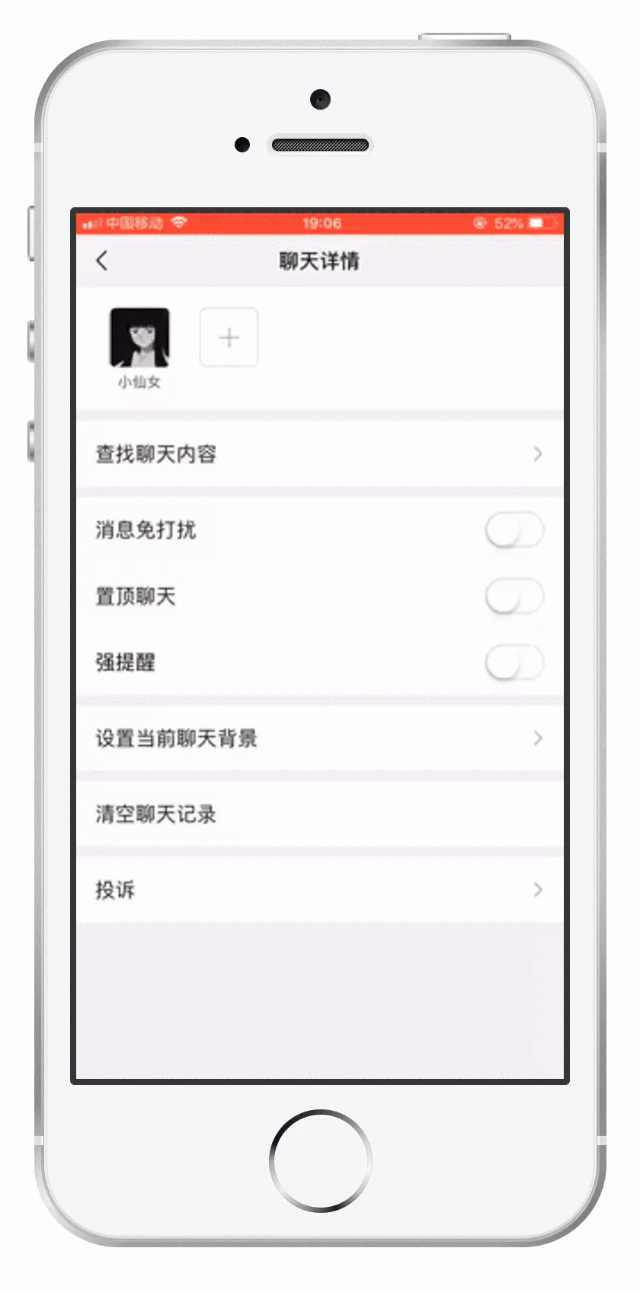 中国移动
19:06
52%
聊天详情
小仙女
查找聊天内容
消息免打扰
置顶聊天
强提醒
设置当前聊天背景
清空聊天记录
投诉